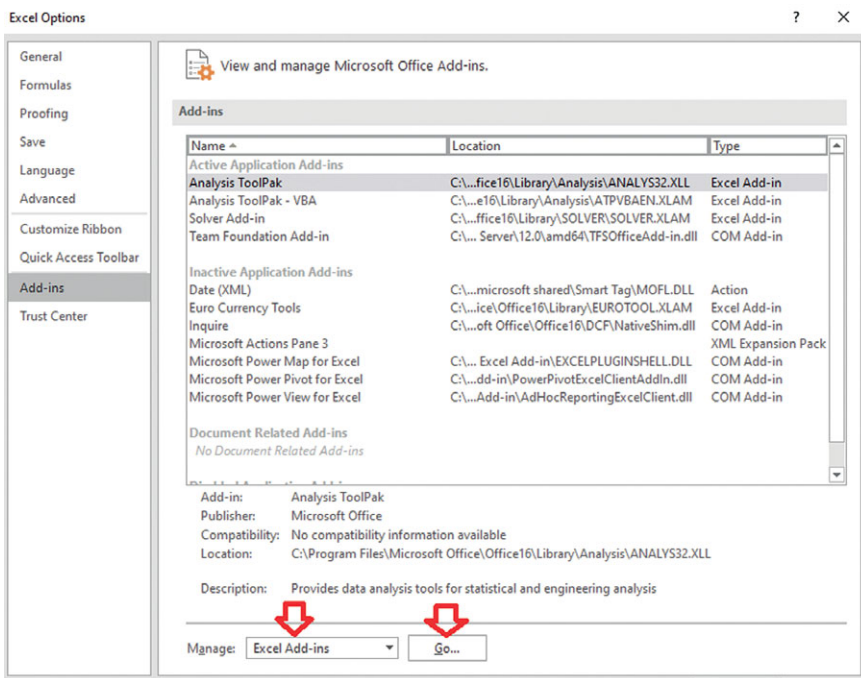 Excel Options ? ×
General
Formulas
Proofing
Save
Language
Advanced
Customize Ribbon
Quick Access Toolbar
Add-ins
Trust Center
View and manage Microsoft Office Add-ins.
Add-ins
Name Location Type
Active Application Add-ins
Analysis ToolPak C:\...fice16\Library\Analysis\ANALYS32.XLL Excel Add-in
Analysis ToolPak - VBA C:\...e16\Library\Analysis\ATPVBAEN.XLAM Excel Add-in
Solver Add-in C:\...ffice16\Library\SOLVER\SOLVER.XLAM Excel Add-in
Team Foundation Add-in C:\... Server\12.0\amd64\TFSOfficeAdd-in.dll COM Add-in
Inactive Application Add-ins
Date (XML) C:\...microsoft shared\Smart Tag\MOFL.DLL Action
Euro Currency Tools C:\...ice\Office16\Library\EUROTOOL.XLAM Excel Add-in
Inquire C:\...oft Office\Office16\DCF\NativeShim.dll COM Add-in
Microsoft Actions Pane 3 XML Expansion Pack
Microsoft Power Map for Excel C:\... Excel Add-in\EXCELPLUGINSHELL.DLL COM Add-in
Microsoft Power Pivot for Excel C:\...dd-in\PowerPivotExcelClientAddIn.dll COM Add-in
Microsoft Power View for Excel C:\...Add-in\AdHocReportingExcelClient.dll COM Add-in
Document Related Add-ins
No Document Related Add-ins
Add-in: Analysis ToolPak
Publisher: Microsoft Office
Compatibility: No compatibility information available
Location: C:\Program Files\Microsoft Office\Office16\Library\Analysis\ANALYS32.XLL
Description: Provides data analysis tools for statistical and engineering analysis
Manage: Excel Add-ins Go...